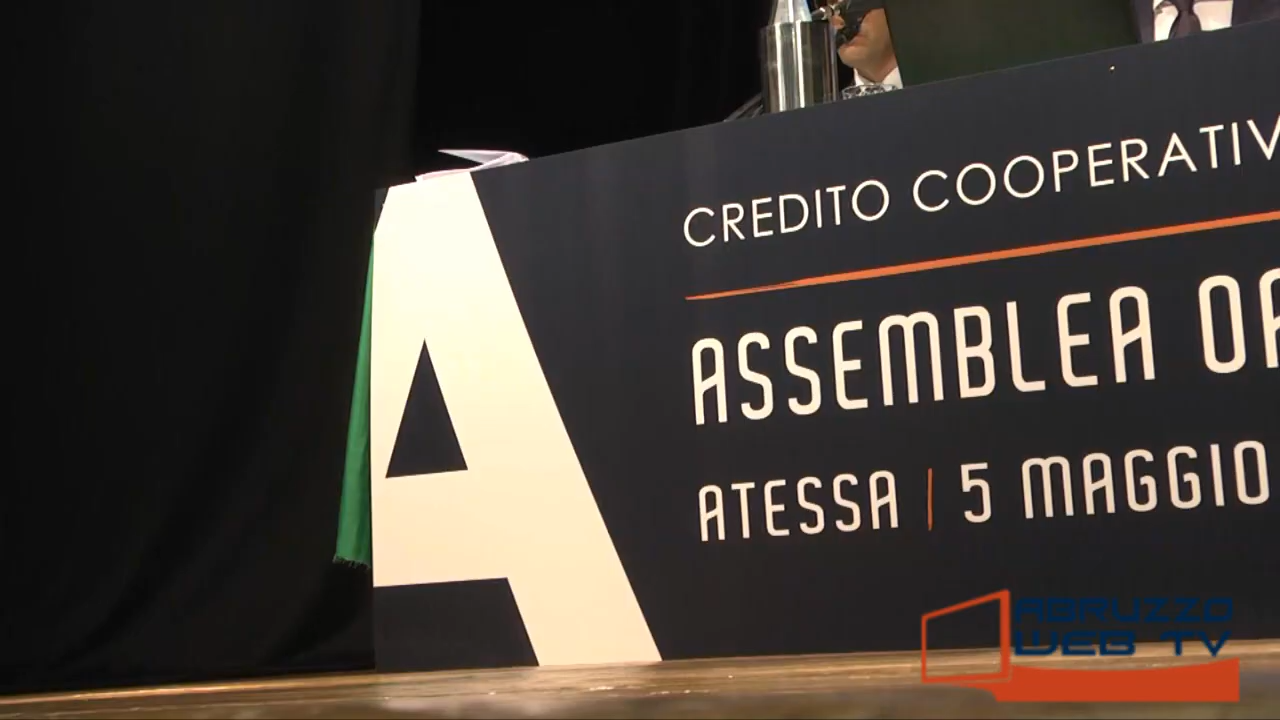 CREDITO COOPERATIV
ASSEMBLEA
ATESSA | 5 MAGGIO
A
ABRUZZO
WEB TV